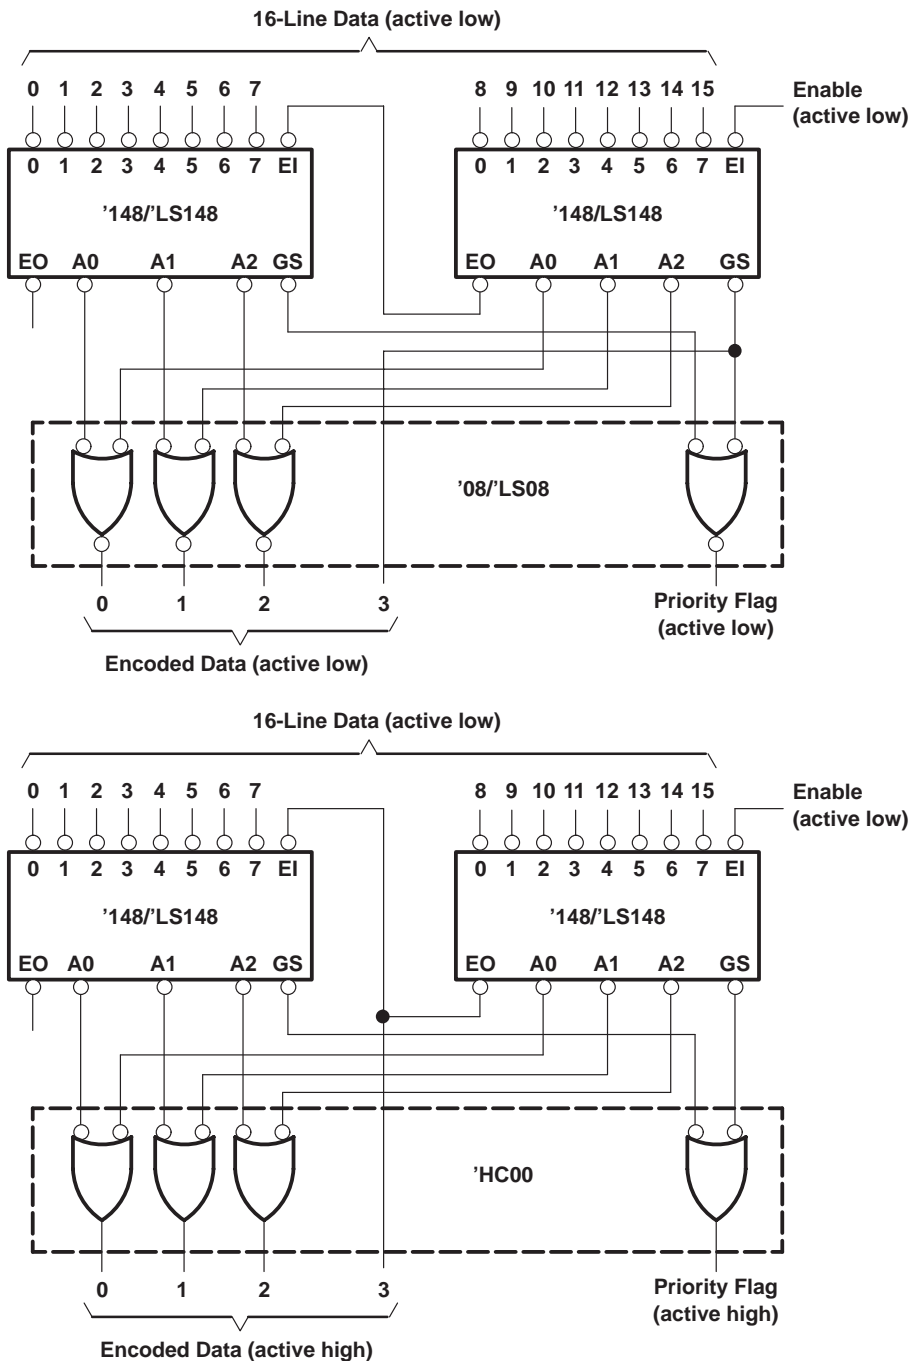 16-Line Data (active low)
0 1 2 3 4 5 6 7 8 9 10 11 12 13 14 15 Enable
(active low)
0 1 2 3 4 5 6 7 EI 0 1 2 3 4 5 6 7 EI
’148/’LS148 ’148/LS148
EO A0 A1 A2 GS EO A0 A1 A2 GS
’08/’LS08
0 1 2 3 Priority Flag
(active low)
Encoded Data (active low)
16-Line Data (active low)
0 1 2 3 4 5 6 7 8 9 10 11 12 13 14 15 Enable
(active low)
0 1 2 3 4 5 6 7 EI 0 1 2 3 4 5 6 7 EI
’148/’LS148 ’148/’LS148
EO A0 A1 A2 GS EO A0 A1 A2 GS
’HC00
0 1 2 3 Priority Flag
(active high)
Encoded Data (active high)